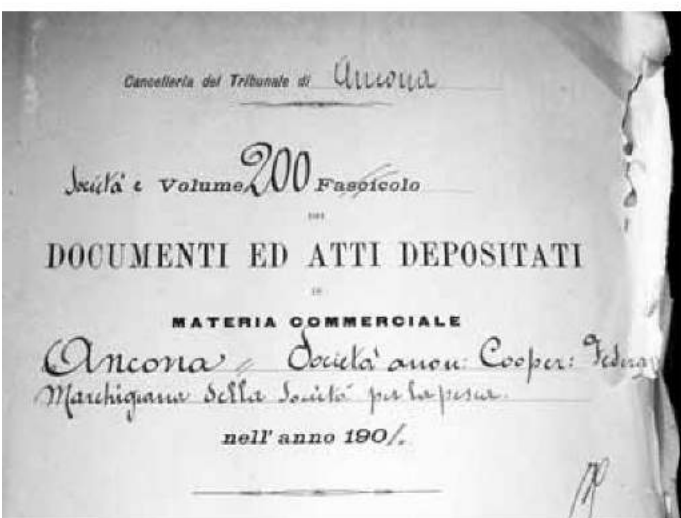 Cancelleria del Tribunale di Ancona
Società e Volume 200 Fascicolo
DEI
DOCUMENTI ED ATTI DEPOSITATI
IN
MATERIA COMMERCIALE
Ancona = Società anon: Cooper: Federaz
Marchigiana della Società per la pesca.
nell'anno 190/.